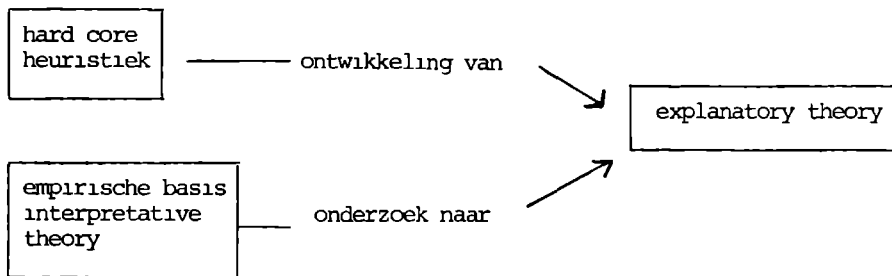 hard core
heuristiek
ontwikkeling van
explanatory theory
empirische basis
interpretative
theory
onderzoek naar